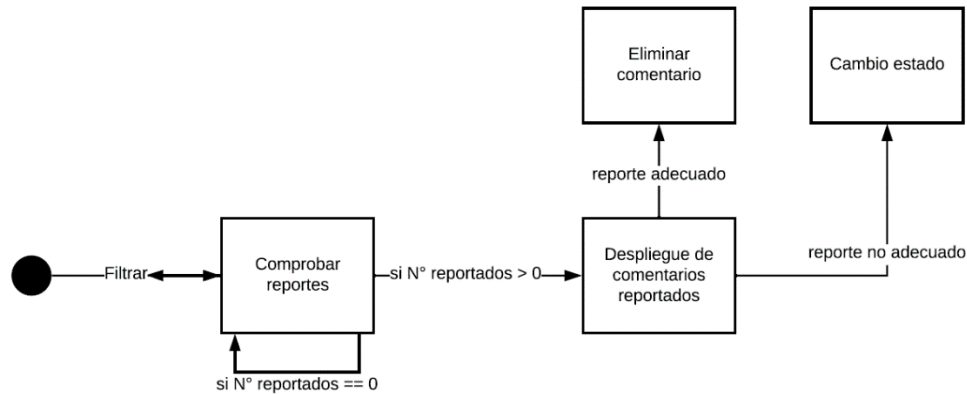 Eliminar
comentario
Cambio estado
reporte adecuado
Filtrar
Comprobar
reportes
si N° reportados > 0
Despliegue de
comentarios
reportados
reporte no adecuado
si N° reportados == 0